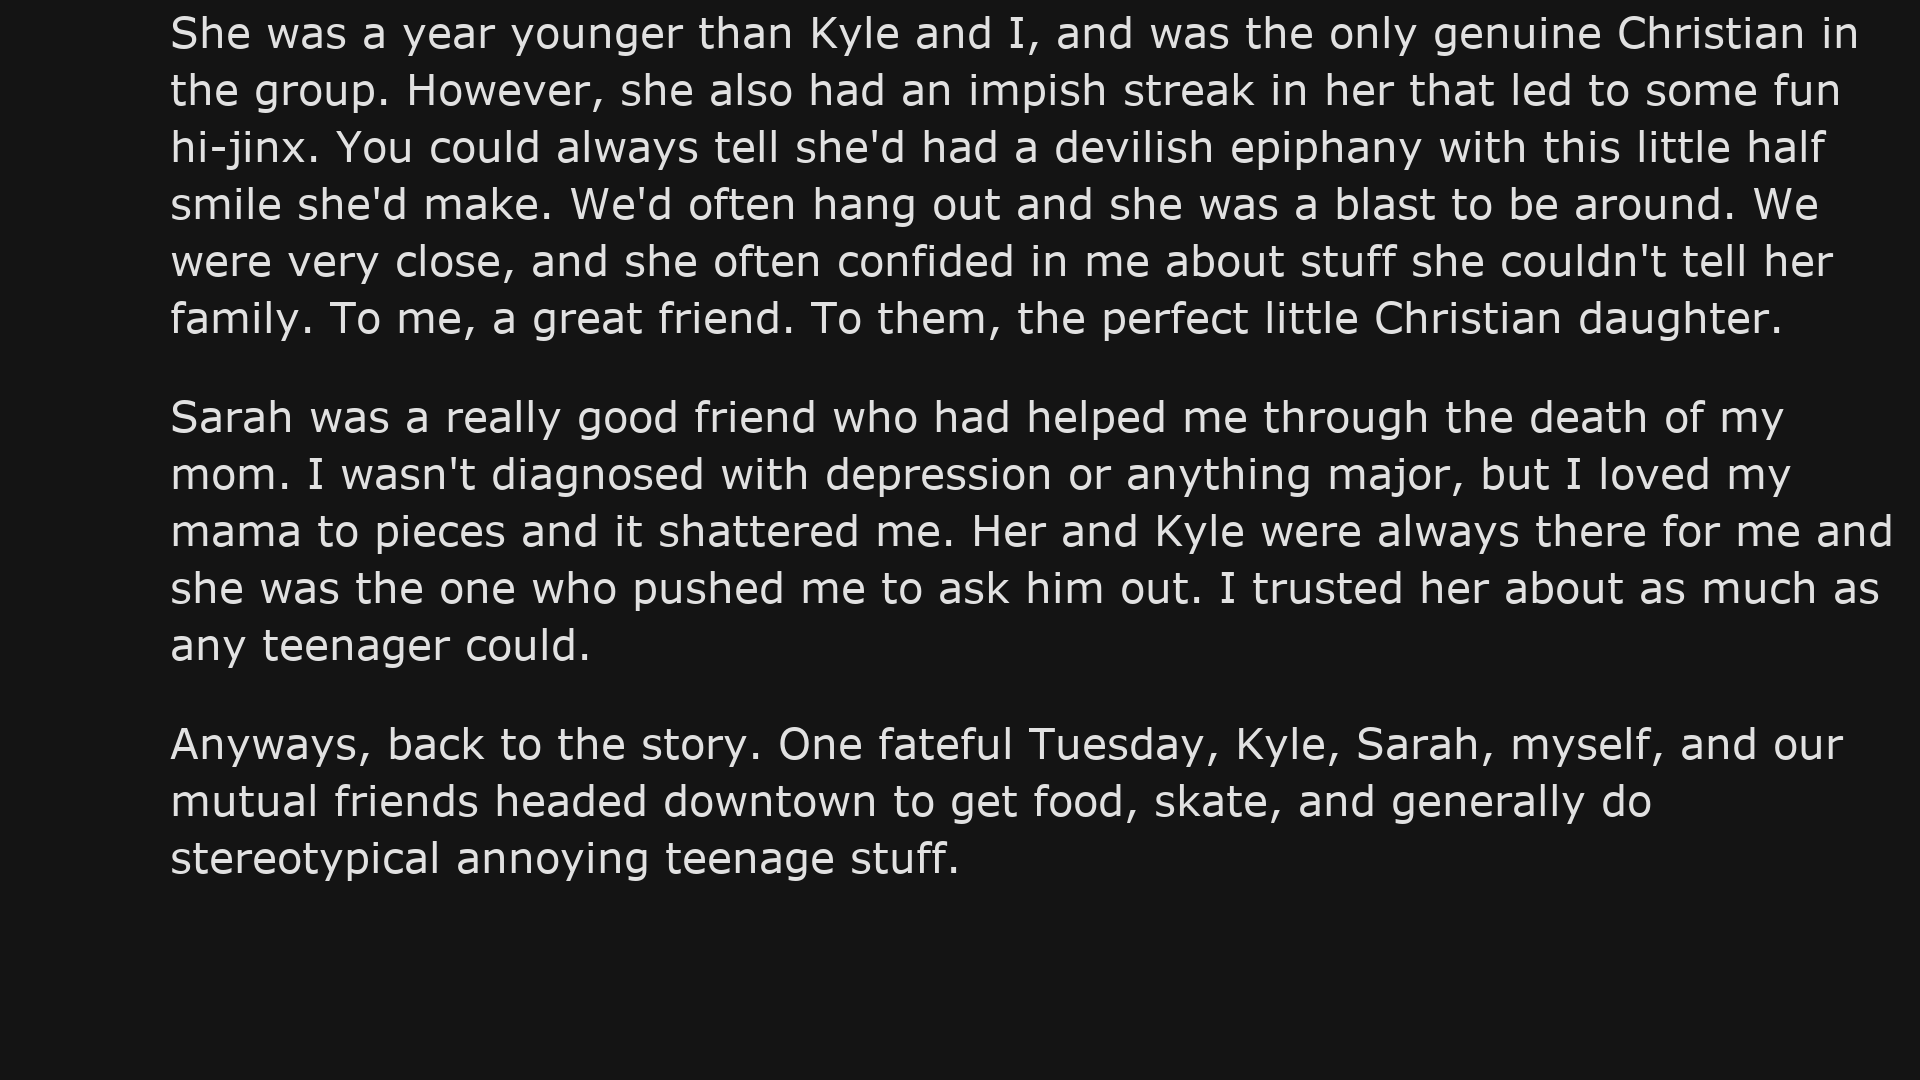 She was a year younger than Kyle and I, and was the only genuine Christian in
the group. However, she also had an impish streak in her that led to some fun
hi-jinx. You could always tell she'd had a devilish epiphany with this little half
smile she'd make. We'd often hang out and she was a blast to be around. We
were very close, and she often confided in me about stuff she couldn't tell her
family. To me, a great friend. To them, the perfect little Christian daughter.
Sarah was a really good friend who had helped me through the death of my
mom. I wasn't diagnosed with depression or anything major, but I loved my
mama to pieces and it shattered me. Her and Kyle were always there for me and
she was the one who pushed me to ask him out. I trusted her about as much as
any teenager could.
Anyways, back to the story. One fateful Tuesday, Kyle, Sarah, myself, and our
mutual friends headed downtown to get food, skate, and generally do
stereotypical annoying teenage stuff.